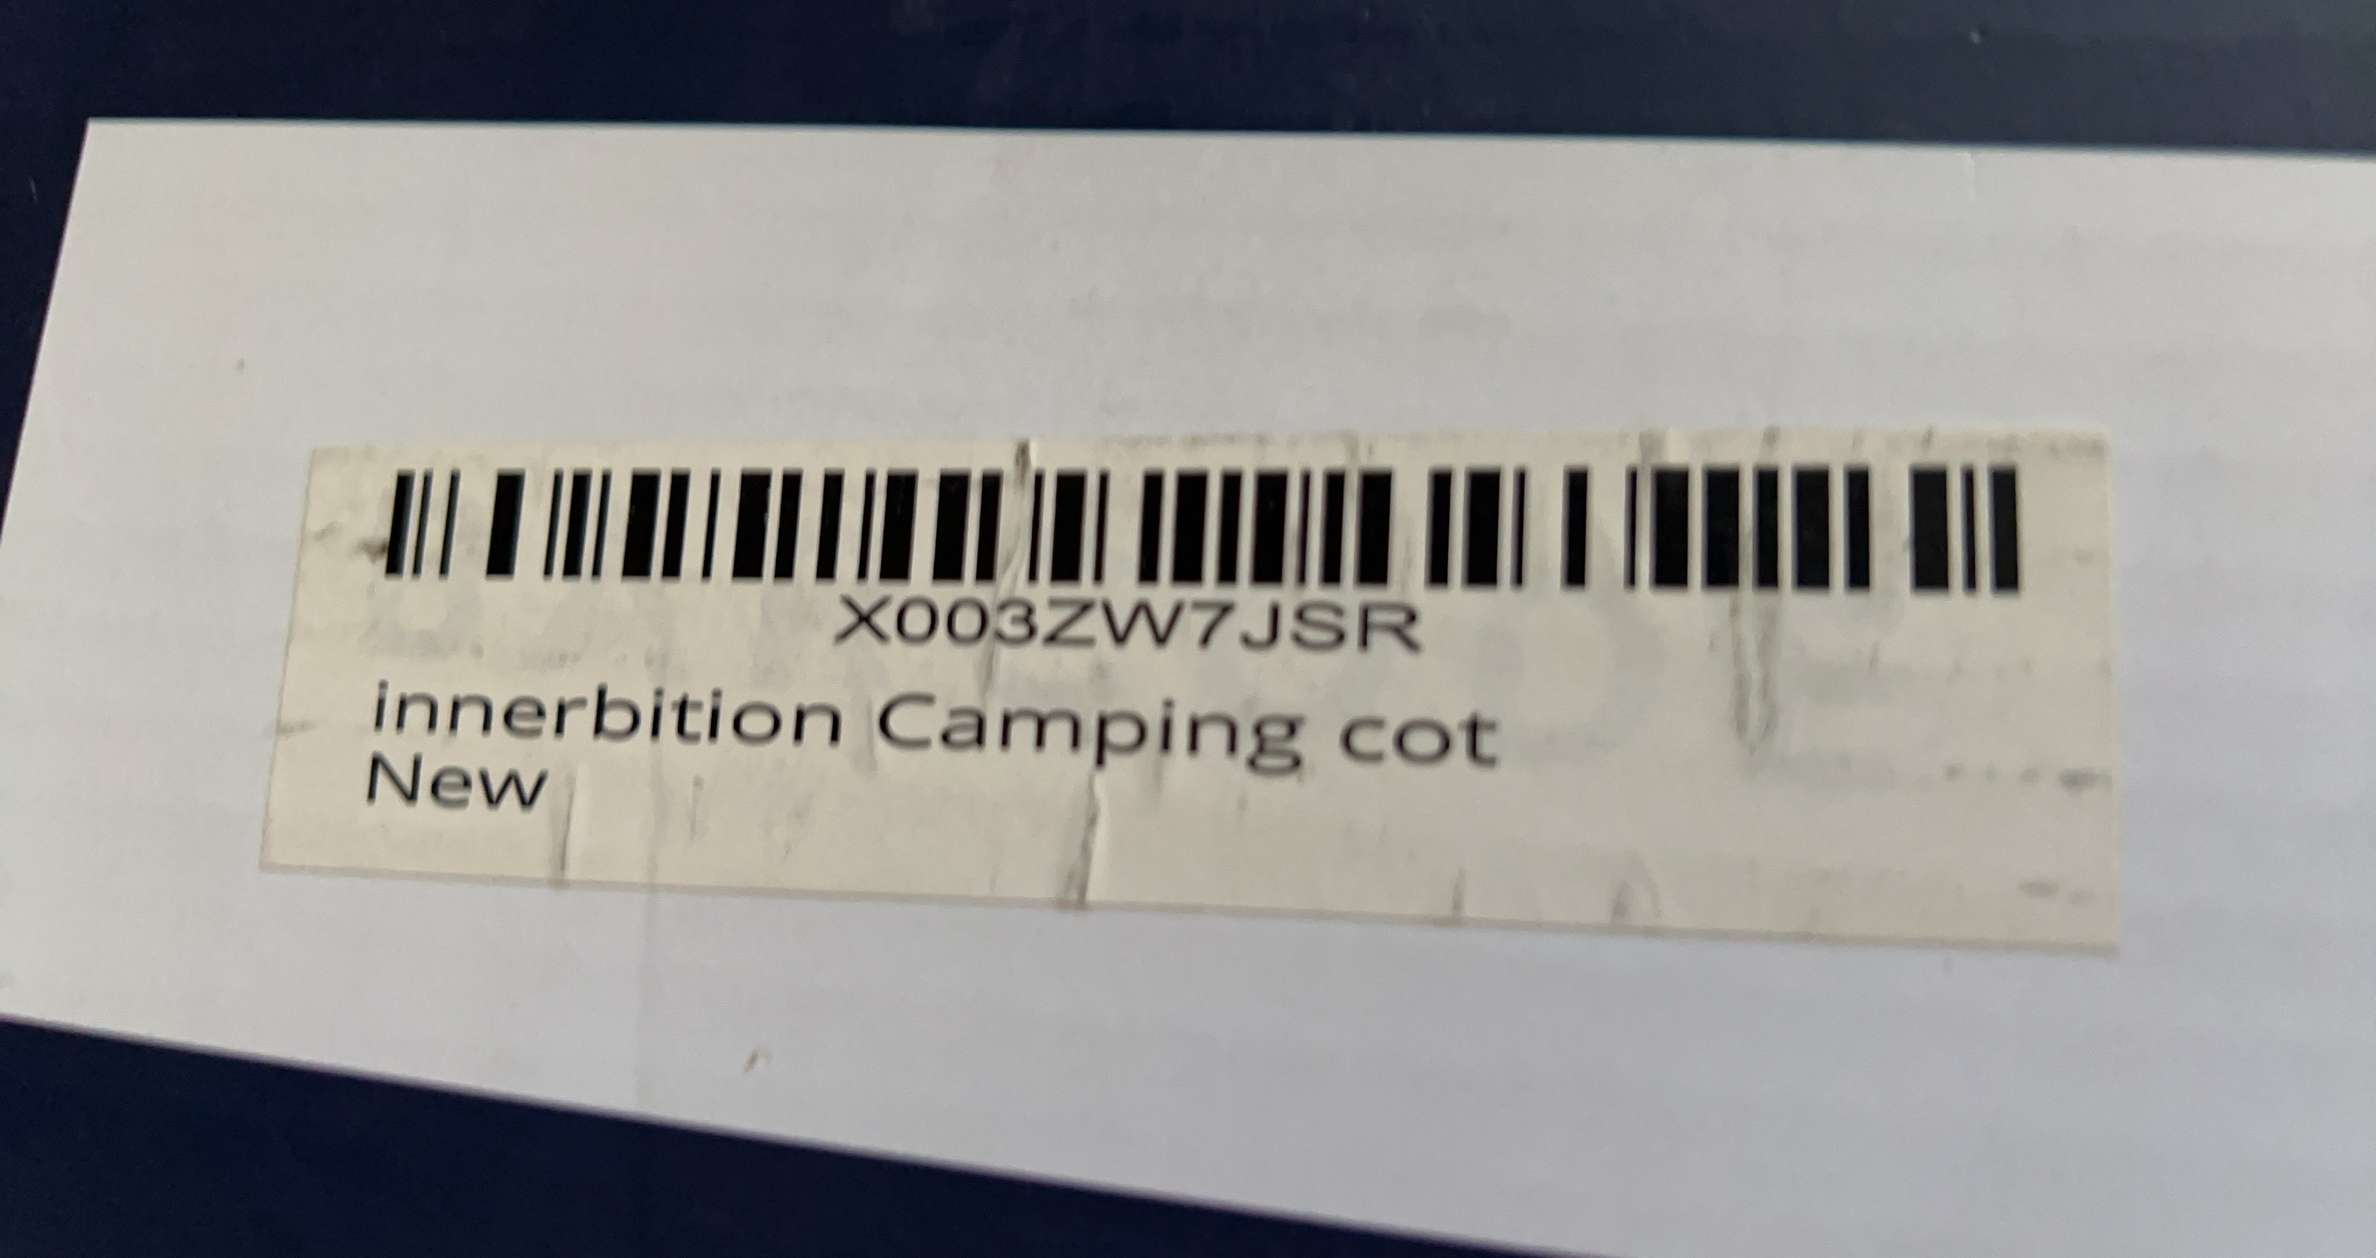 X003ZW7JSR
innerbition Camping cot
New